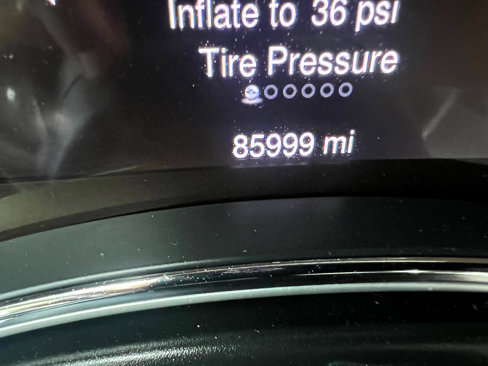 Inflate to 36 psi
Tire Pressure
85999 mi